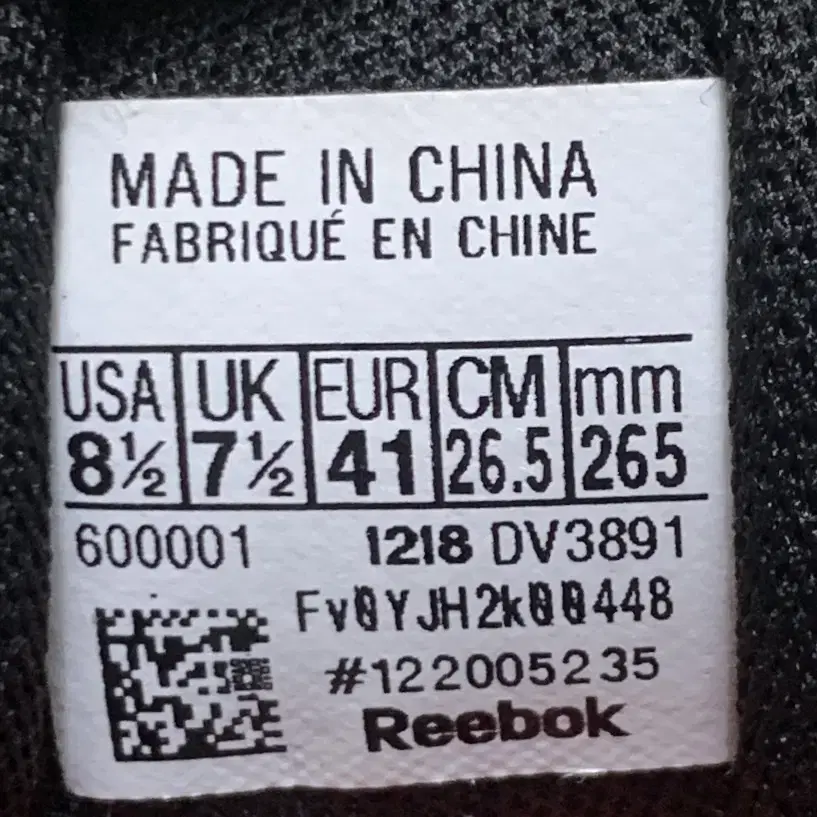 MADE IN CHINA
FABRIQUÉ EN CHINE
USA UK EUR CM mm
8½ 7½ 41 26.5 265
600001 1218 DV3891
Fv0YJH2k00448
#122005235
Reebok